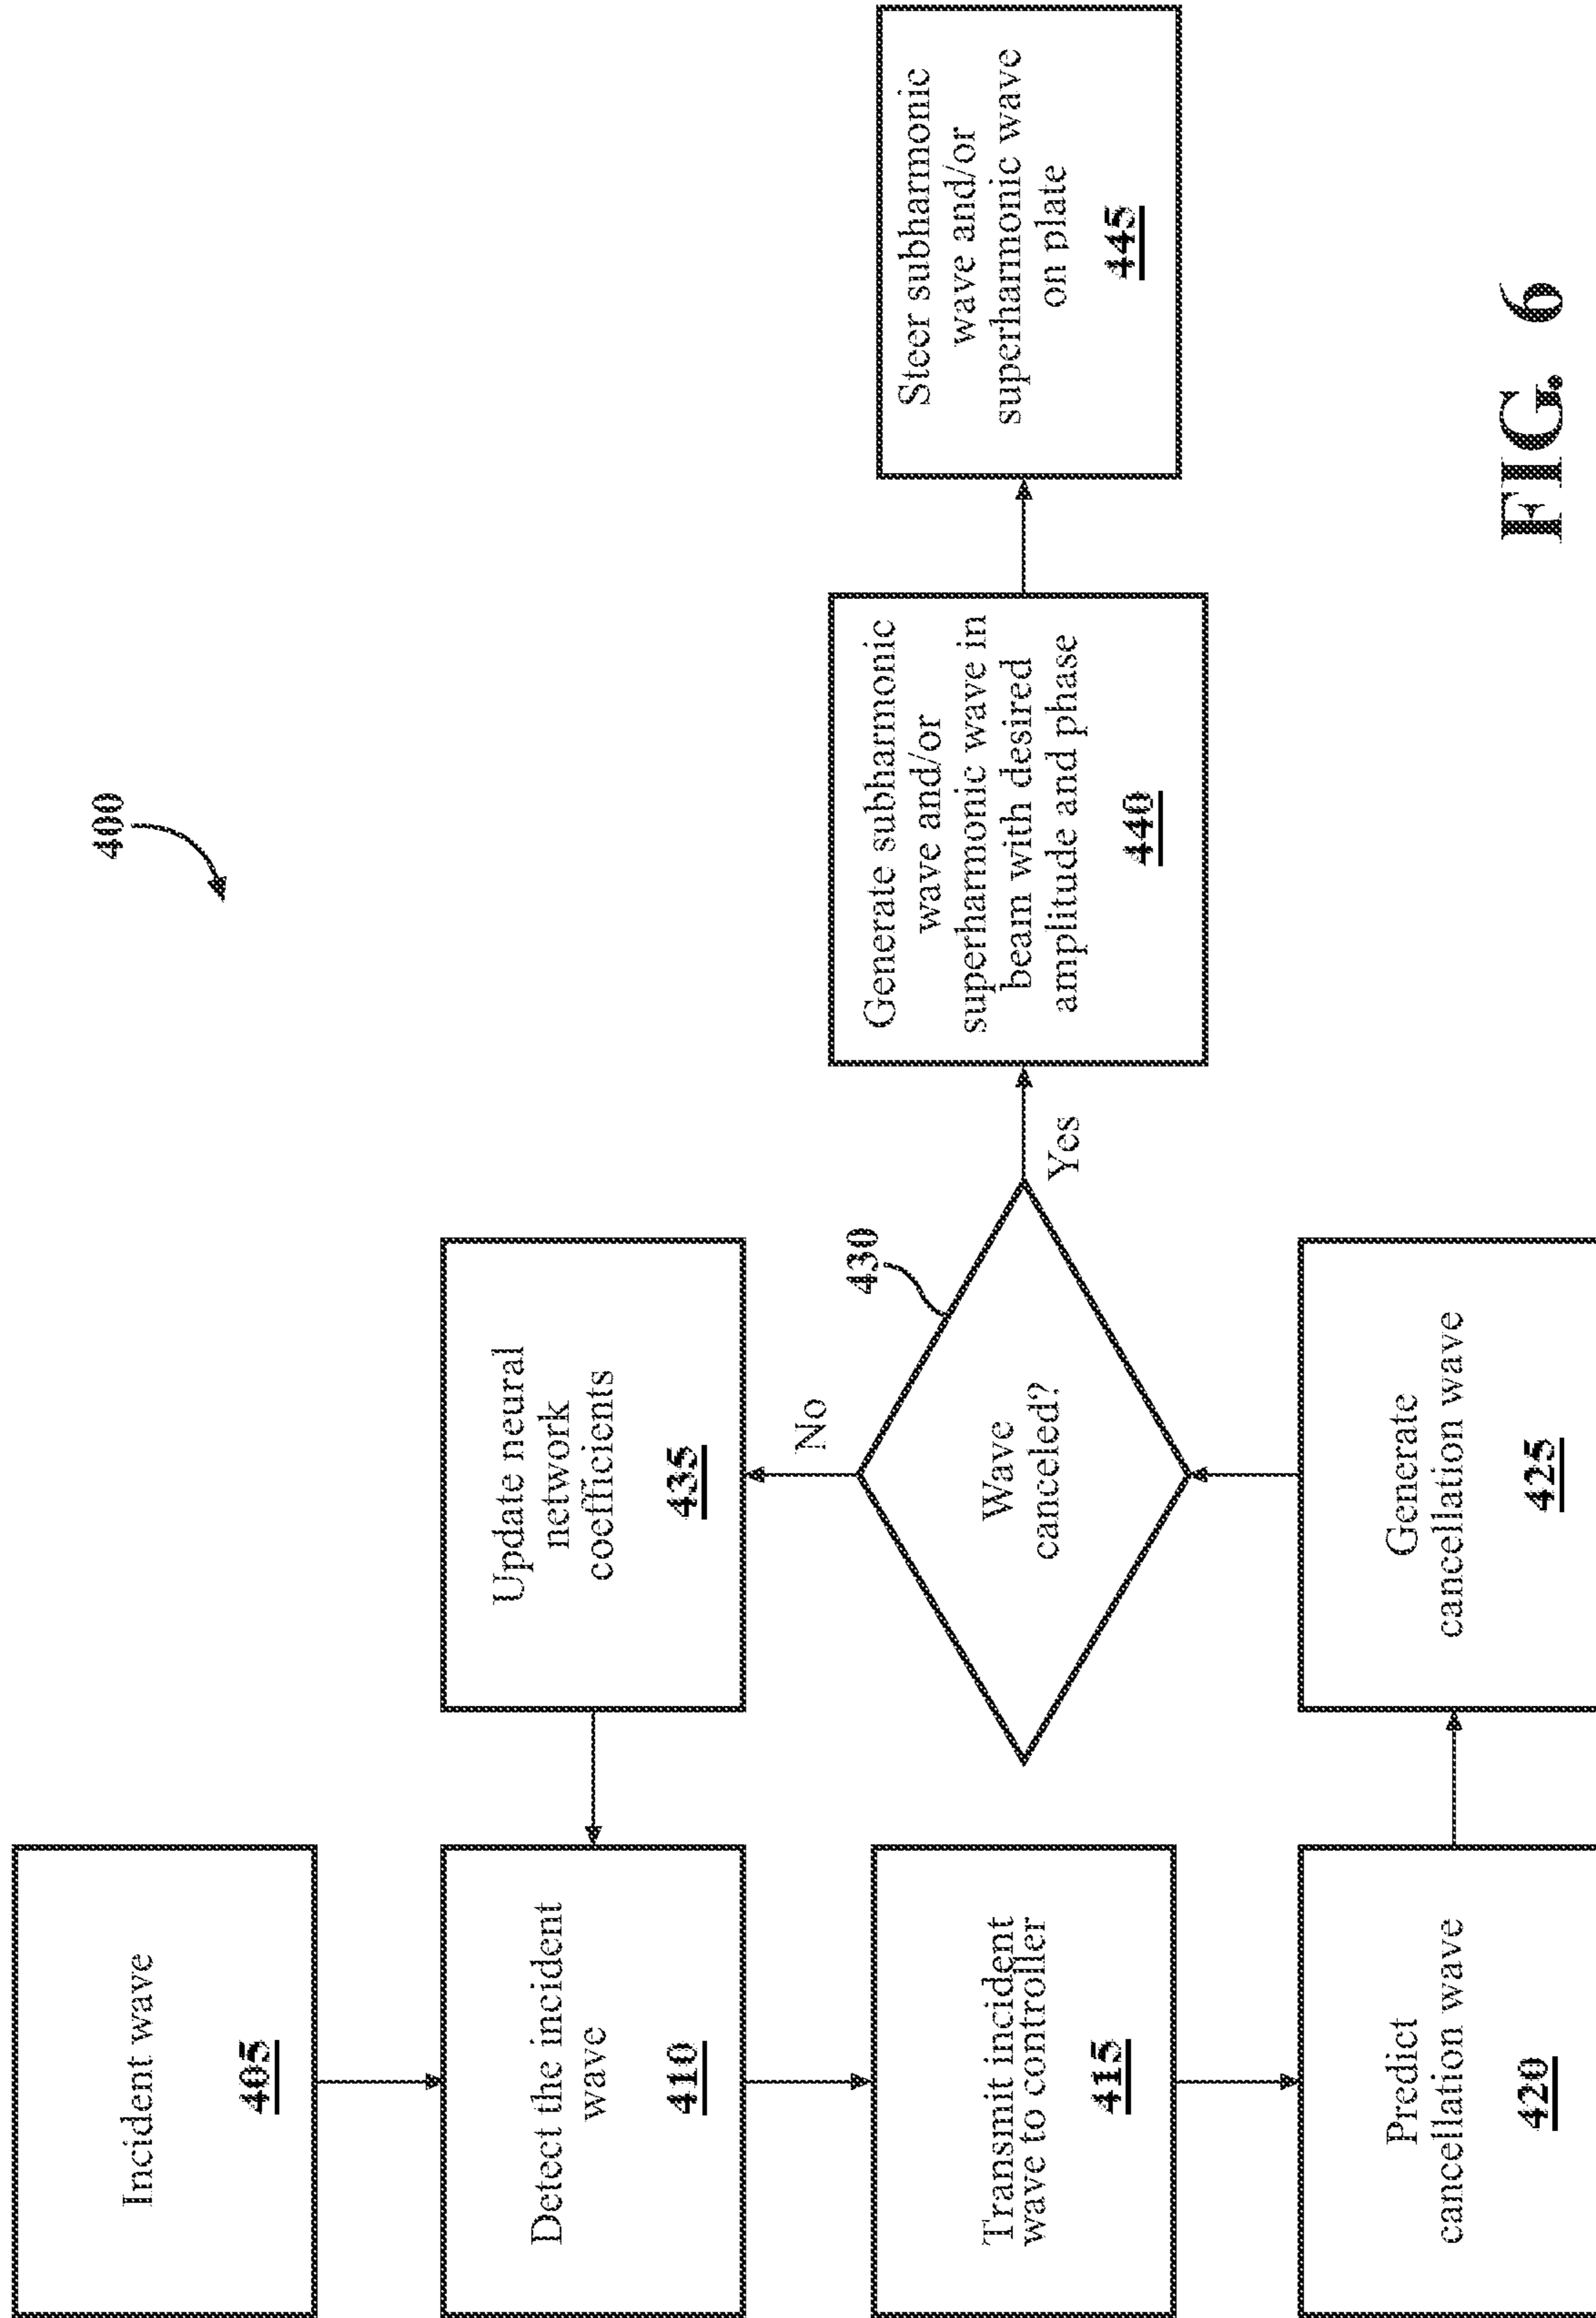 400
Incident wave
405
Detect the incident
wave
410
Transmit incident
wave to controller
415
Predict
cancellation wave
420
Generate
cancellation wave
425
Wave
canceled?
430
No
Update neural
network
coefficients
435
Yes
Generate subharmonic
wave and/or
superharmonic wave in
beam with desired
amplitude and phase
440
Steer subharmonic
wave and/or
superharmonic wave
on plate
445
FIG. 6